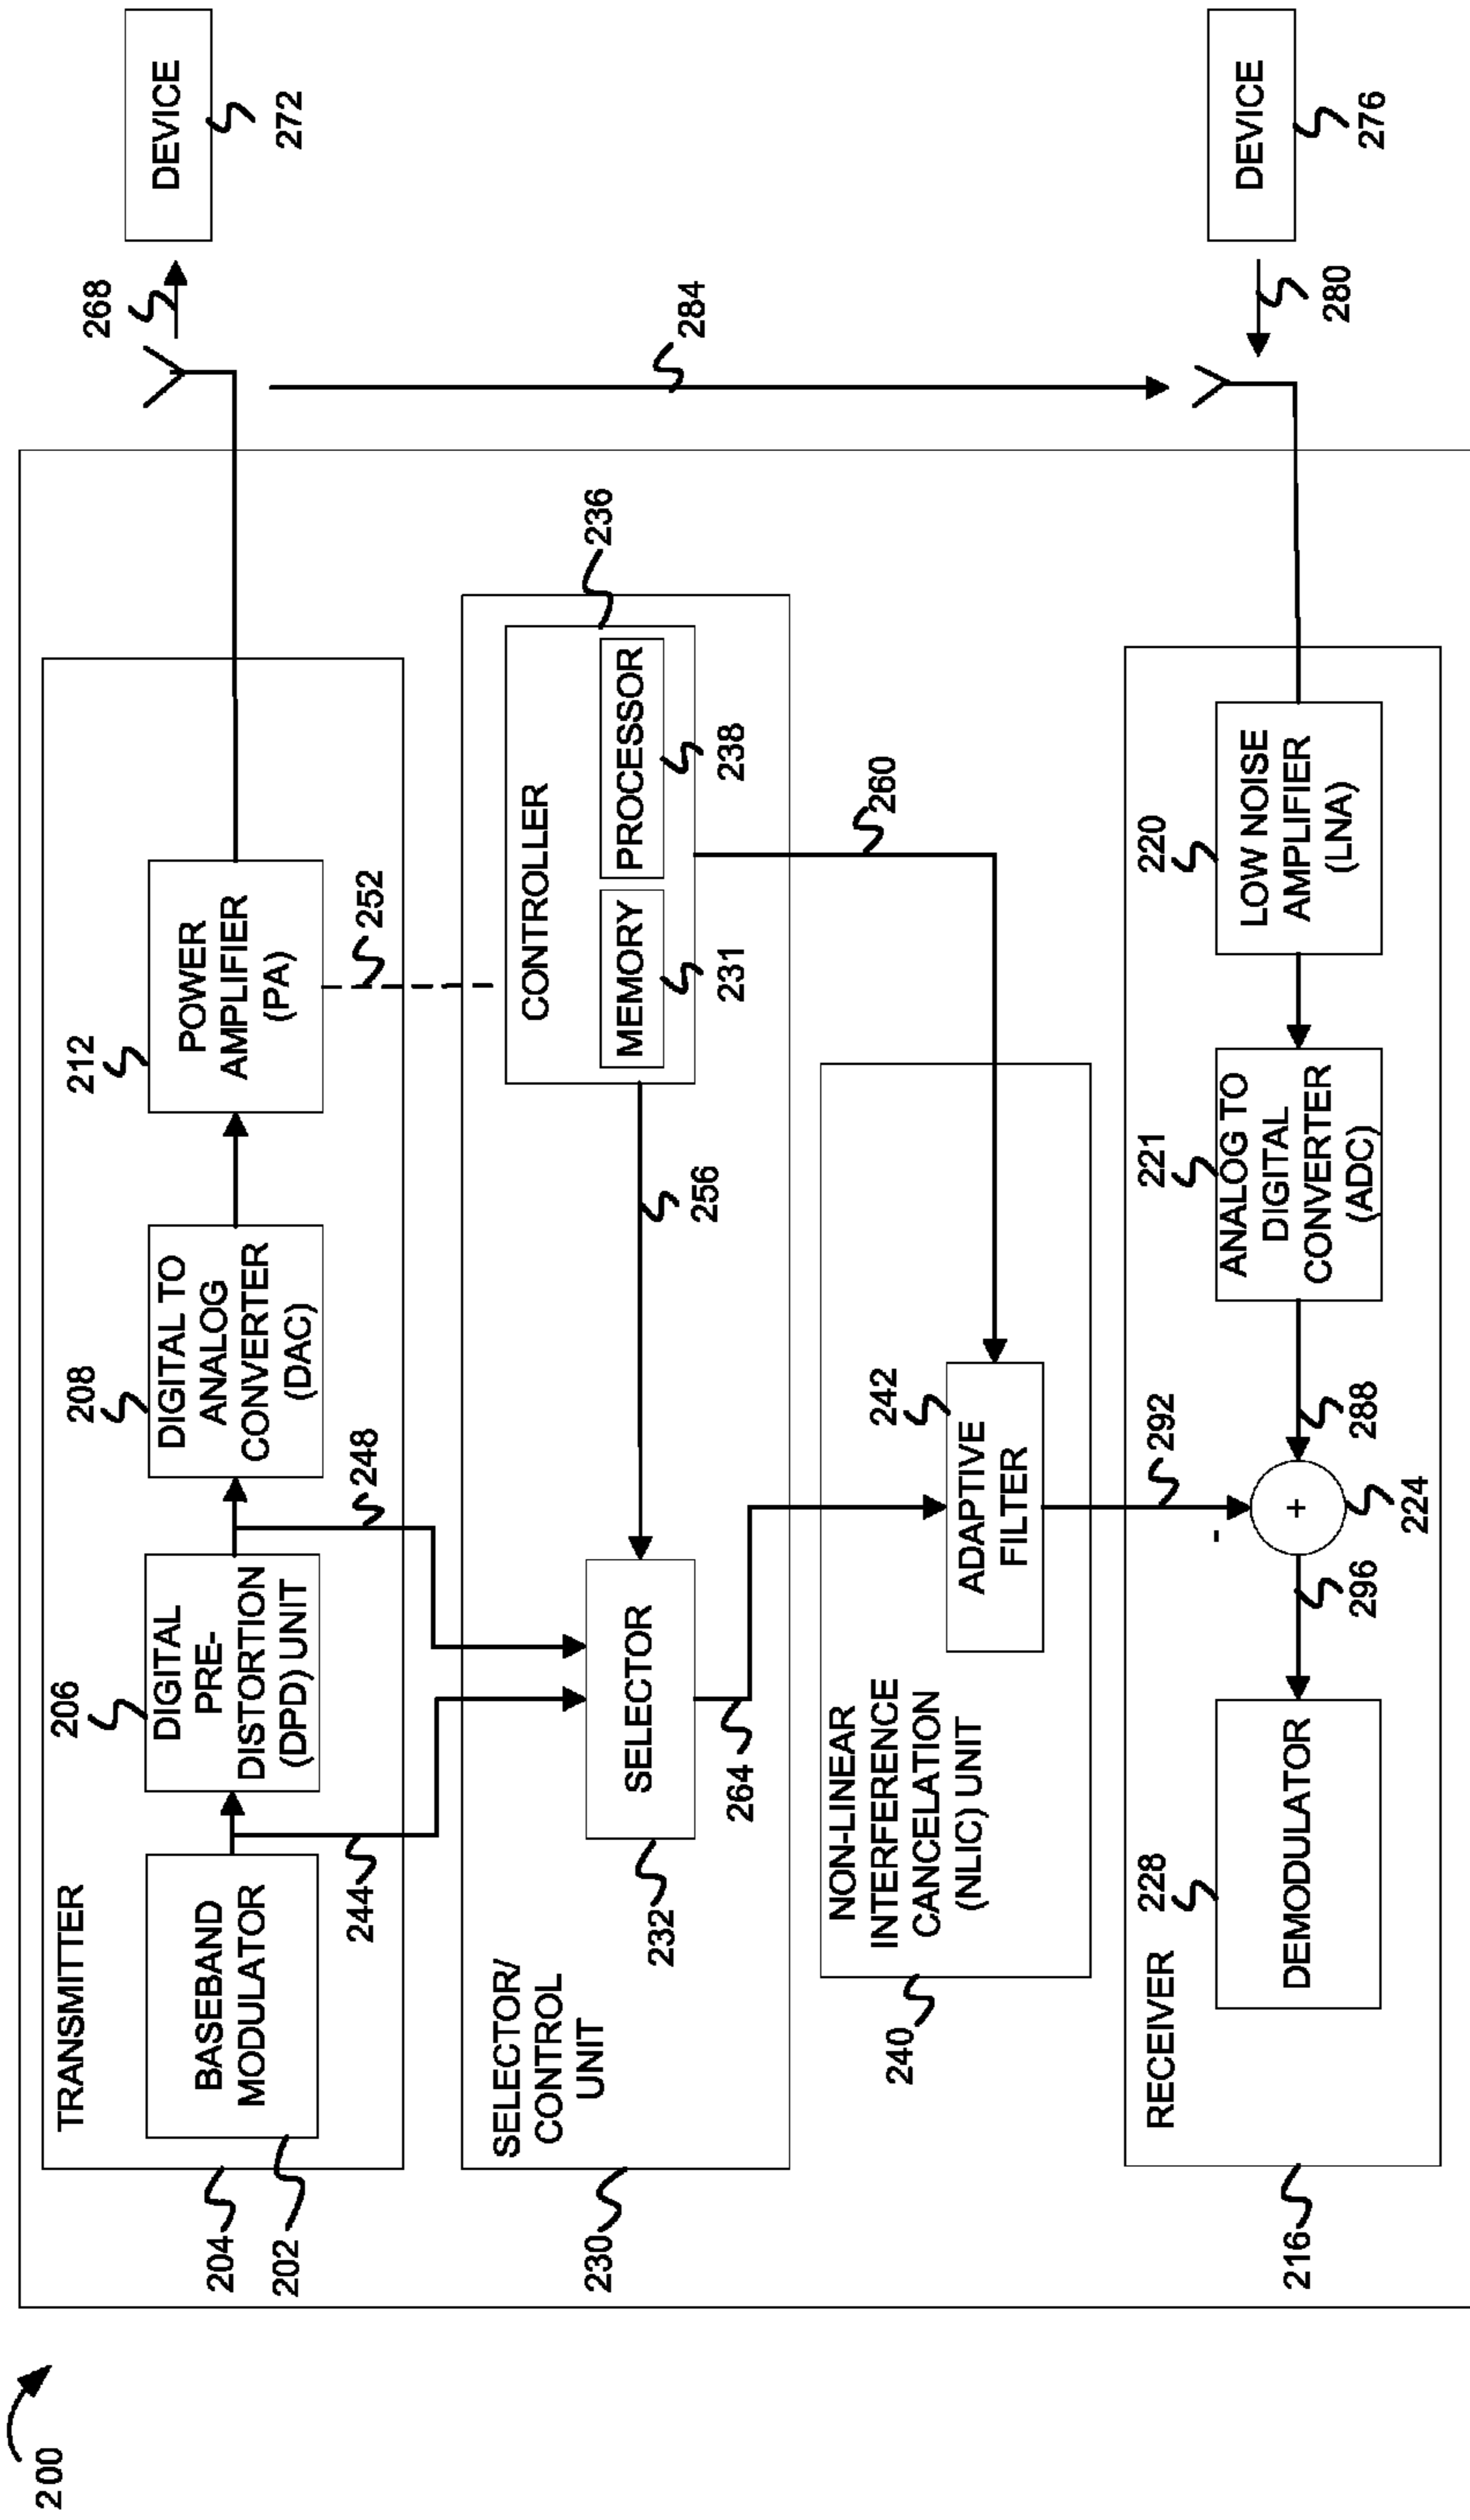 200
TRANSMITTER
204
202
BASEBAND
MODULATOR
206
DIGITAL
PRE-
DISTORTION
(DPD) UNIT
208
DIGITAL TO
ANALOG
CONVERTER
(DAC)
212
POWER
AMPLIFIER
(PA)
268
DEVICE
272
244
248
252
284
SELECTOR/
CONTROL
UNIT
230
SELECTOR
232
256
264
CONTROLLER
236
MEMORY
231
PROCESSOR
238
260
NON-LINEAR
INTERFERENCE
CANCELATION
(NLIC) UNIT
240
242
ADAPTIVE
FILTER
292
RECEIVER
216
228
DEMODULATOR
296
-
+
224
288
221
ANALOG TO
DIGITAL
CONVERTER
(ADC)
220
LOW NOISE
AMPLIFIER
(LNA)
280
DEVICE
276